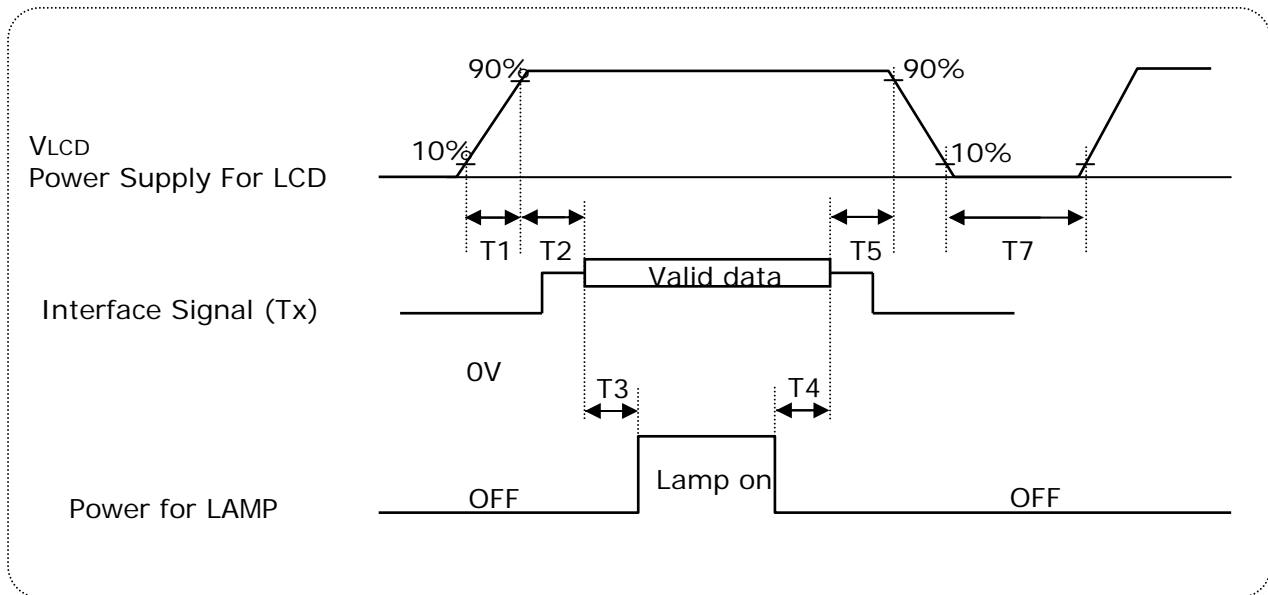 90%
90%
VLCD
10%
10%
Power Supply For LCD
T1
T2
T5
T7
Valid data
Interface Signal (Tx)
0V
T3
T4
Lamp on
Power for LAMP
OFF
OFF